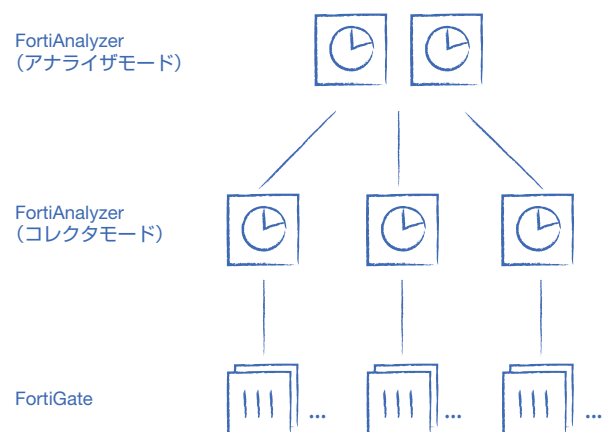 FortiAnalyzer
（アナライザモード）
FortiAnalyzer
（コレクタモード）
FortiGate
... ... ...